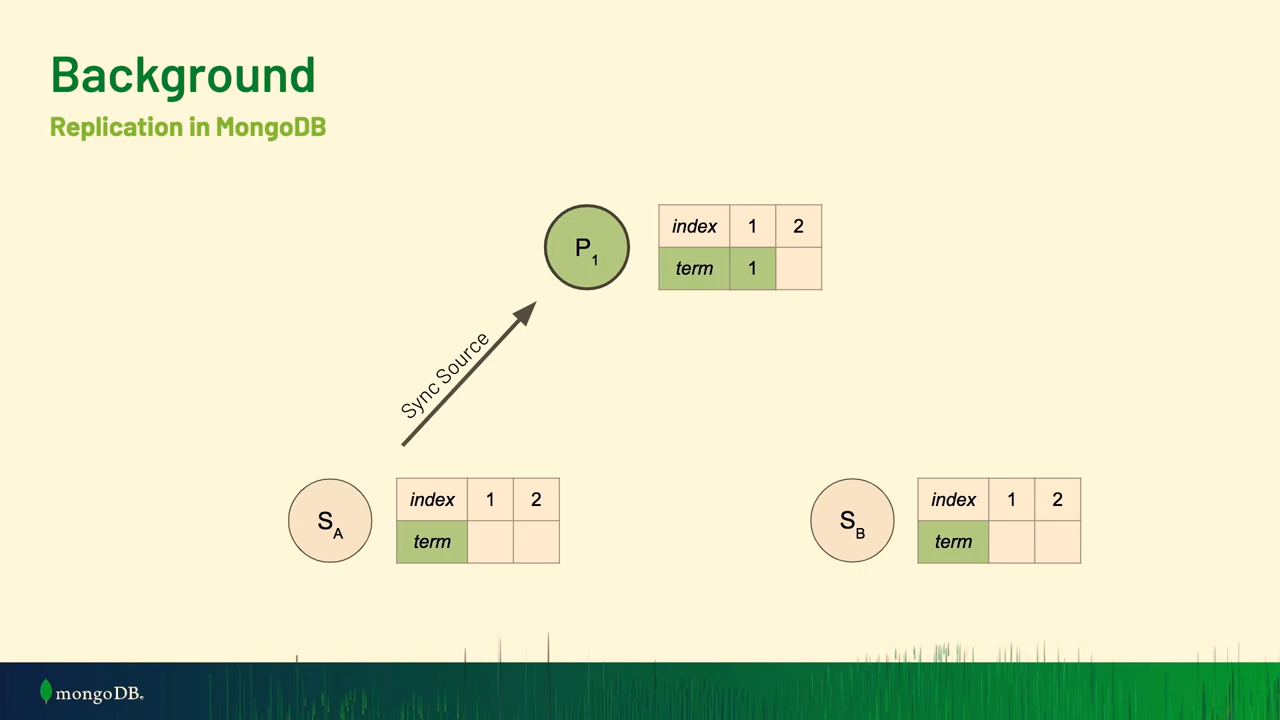 Background
Replication in MongoDB
P1
index 1 2
term 1
Sync Source
SA
index 1 2
term
SB
index 1 2
term
mongoDB.